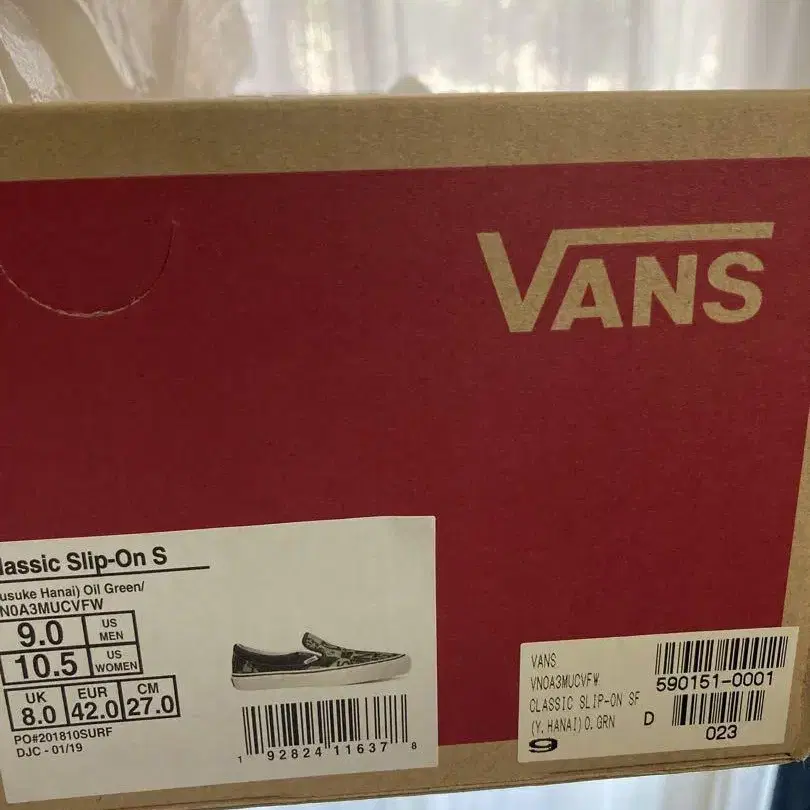 VANS
lassic Slip-On S
usuke Hanai) Oil Green/
N0A3MUCVFW
9.0 US MEN
10.5 US WOMEN
UK EUR CM
8.0 42.0 27.0
PO#201810SURF
DJC - 01/19
1 92824 11637 8
VANS
VN0A3MUCVFW
590151-0001
CLASSIC SLIP-ON SF
(Y.HANAI)O.GRN D
023
9